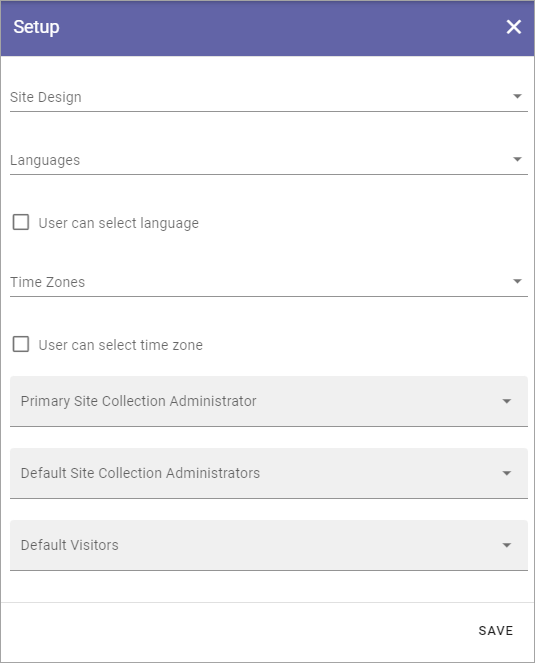 Setup
Site Design
Languages
User can select language
Time Zones
User can select time zone
Primary Site Collection Administrator
Default Site Collection Administrators
Default Visitors
SAVE